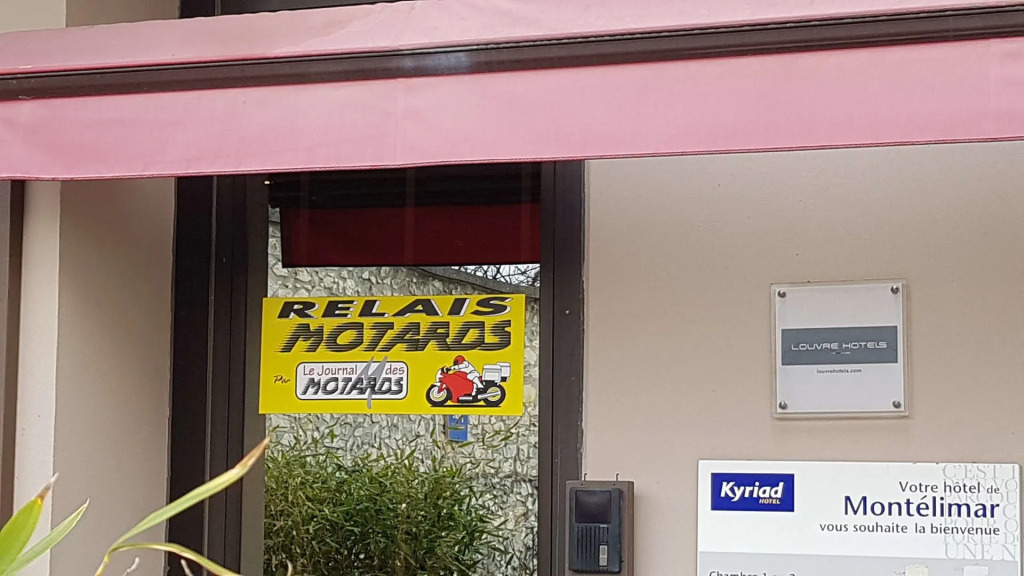 RELAIS
MOTARDS
Par Le Journal des
MOTARDS
LOUVRE HOTELS
louvrehotels.com
Kyriad
HOTEL
Votre hôtel de
Montélimar
vous souhaite la bienvenue
C'EST